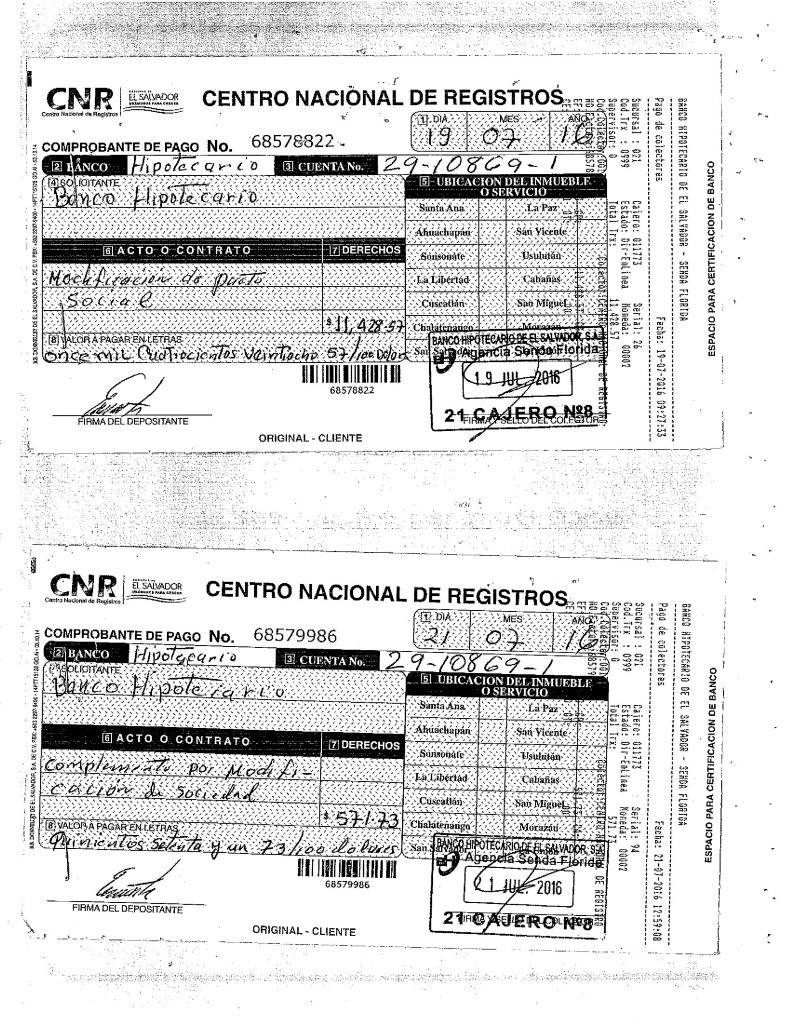 CNR
Centro Nacional de Registros
EL SALVADOR
UNÁMONOS PARA CRECER
CENTRO NACIONAL DE REGISTROS
1 DIA MES AÑO
19 07 16
COMPROBANTE DE PAGO No. 68578822
2 BANCO Hipotecario 3 CUENTA No. 29-10869-1
4 SOLICITANTE
Banco Hipotecario
5 UBICACION DEL INMUEBLE O SERVICIO
Santa Ana La Paz
Ahuachapán San Vicente
Sonsonate Usulután
La Libertad Cabañas
Cuscatlán San Miguel
Chalatenango Morazán
6 ACTO O CONTRATO 7 DERECHOS
Modificación de pacto
Social
$ 11,428.57
8 VALOR A PAGAR EN LETRAS
once mil Cuatrocientos Veintiocho 57/100 Dolar
68578822
BANCO HIPOTECARIO DE EL SALVADOR, S.A.
Agencia Senda Florida
19 JUL. 2016
21 CAJERO Nº8
FIRMA Y SELLO DEL COLECTOR
FIRMA DEL DEPOSITANTE
ORIGINAL - CLIENTE
BANCO HIPOTECARIO DE EL SALVADOR - SENDA FLORIDA
Pago de colectores Fecha: 19-07-2016 09:27:33
Sucursal : 021 Cajero: 011773 Serial: 26
Cod.Trx : 0999 Estado: Dir-EnLinea Moneda: 00002
Supervisor: 0 Total Trx: 11,428.57
ESPACIO PARA CERTIFICACION DE BANCO
CNR
Centro Nacional de Registros
EL SALVADOR
UNÁMONOS PARA CRECER
CENTRO NACIONAL DE REGISTROS
1 DIA MES AÑO
21 07 16
COMPROBANTE DE PAGO No. 68579986
2 BANCO Hipotecario 3 CUENTA No. 29-10869-1
4 SOLICITANTE
Banco Hipotecario
5 UBICACION DEL INMUEBLE O SERVICIO
Santa Ana La Paz
Ahuachapán San Vicente
Sonsonate Usulután
La Libertad Cabañas
Cuscatlán San Miguel
Chalatenango Morazán
6 ACTO O CONTRATO 7 DERECHOS
Complemento por Modifi-
cación de Sociedad
$ 571.73
8 VALOR A PAGAR EN LETRAS
Quinientos Setenta y un 73/100 dolares
68579986
BANCO HIPOTECARIO DE EL SALVADOR, S.A.
Agencia Senda Florida
21 JUL. 2016
21 CAJERO Nº8
FIRMA DEL DEPOSITANTE
ORIGINAL - CLIENTE
BANCO HIPOTECARIO DE EL SALVADOR - SENDA FLORIDA
Pago de colectores Fecha: 21-07-2016 12:59:08
Sucursal : 021 Cajero: 011773 Serial: 94
Cod.Trx : 0999 Estado: Dir-EnLinea Moneda: 00002
Supervisor: 0 Total Trx: 571.73
ESPACIO PARA CERTIFICACION DE BANCO